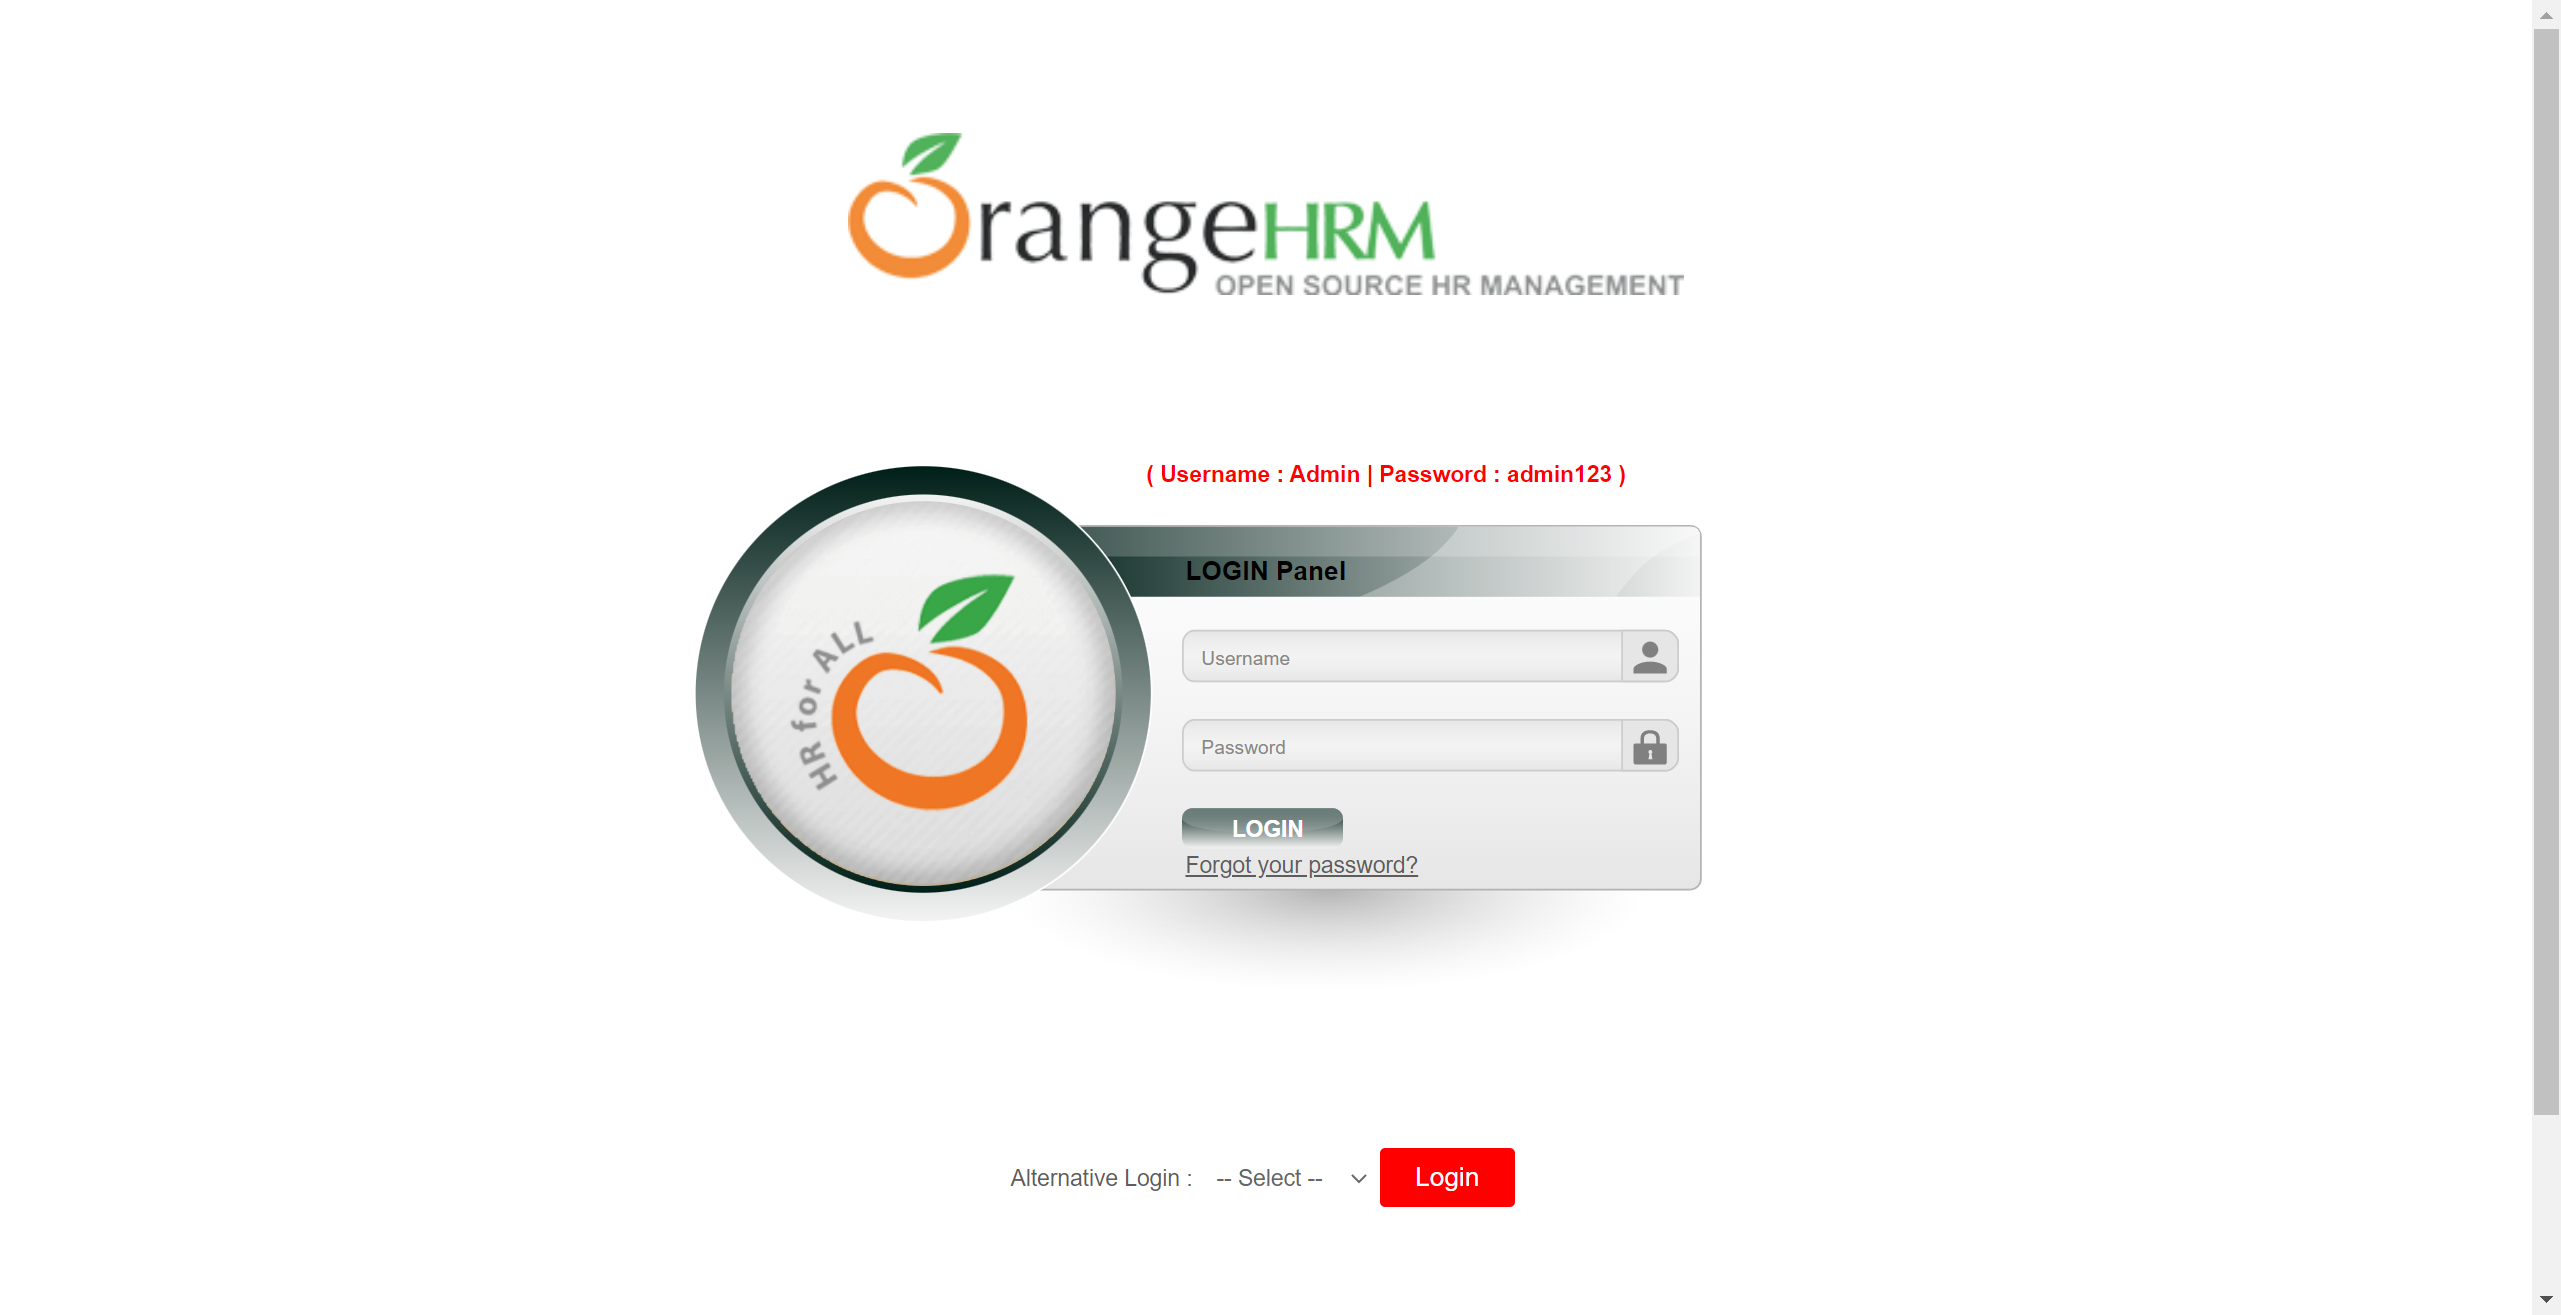 OrangeHRM
OPEN SOURCE HR MANAGEMENT
( Username : Admin | Password : admin123 )
HR for ALL
LOGIN Panel
Username
Password
LOGIN
Forgot your password?
Alternative Login : -- Select -- Login